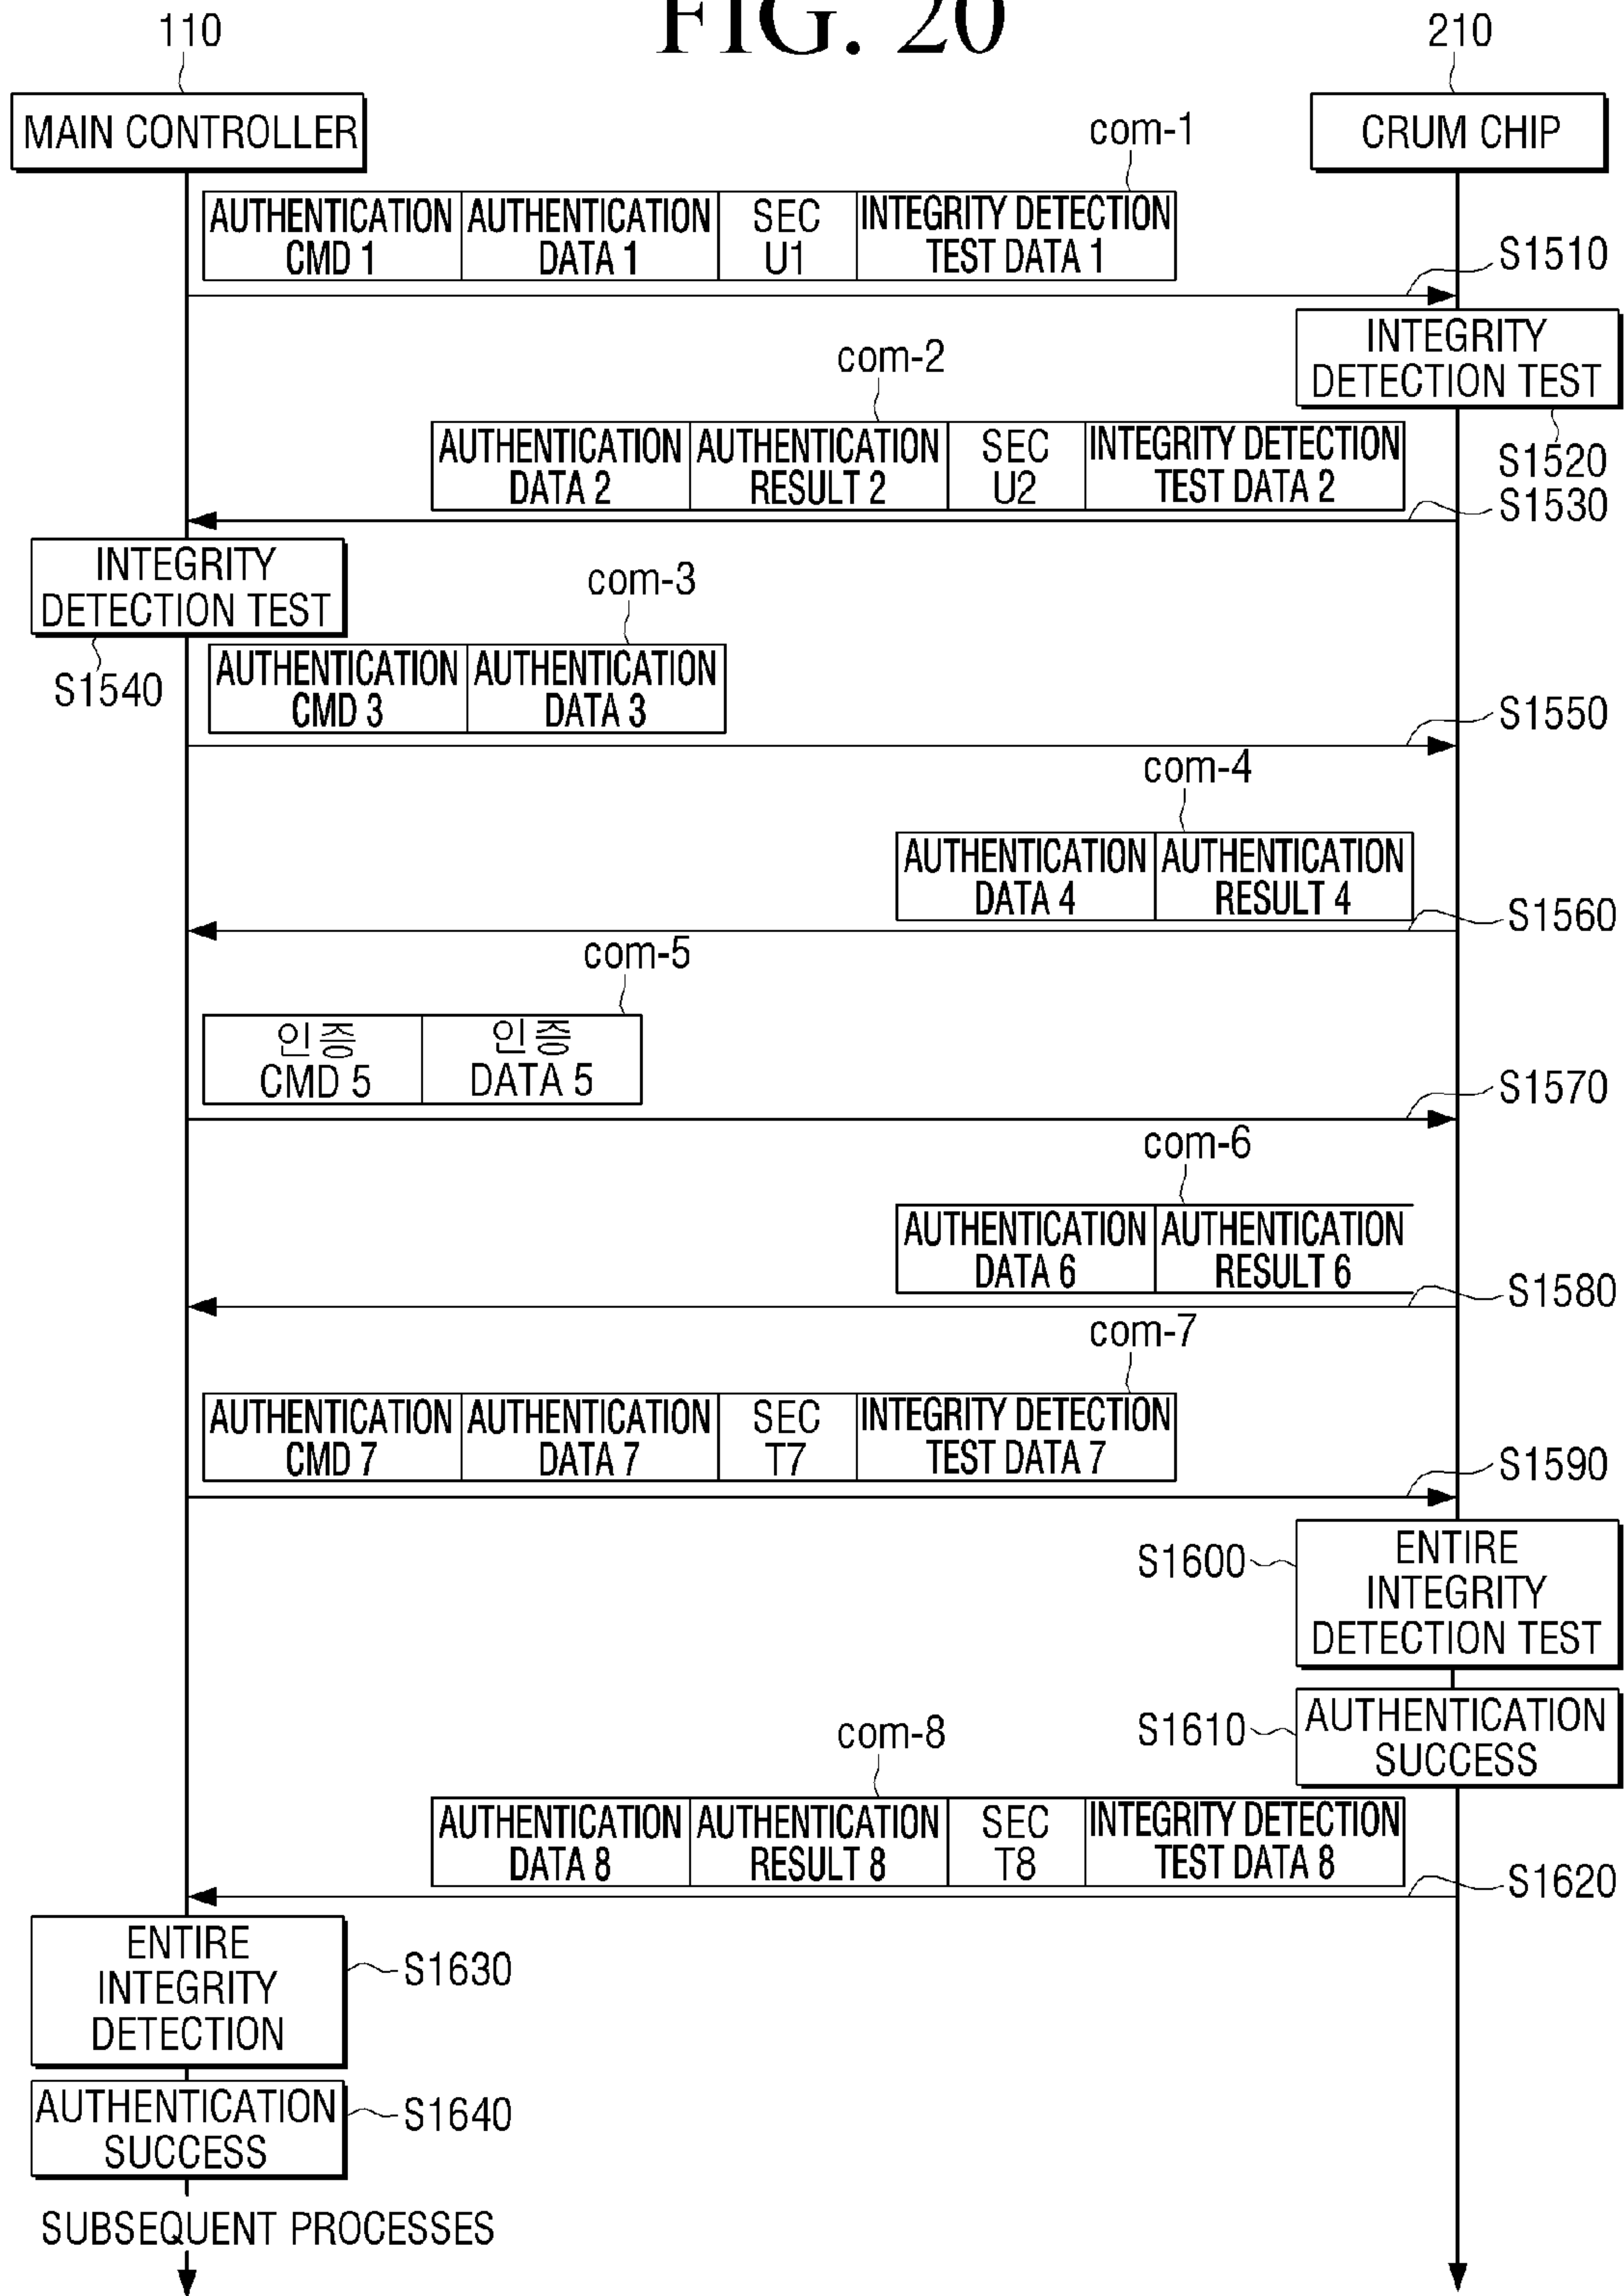 FIG. 20
110
210
MAIN CONTROLLER
CRUM CHIP
com-1
AUTHENTICATION
CMD 1
AUTHENTICATION
DATA 1
SEC
U1
INTEGRITY DETECTION
TEST DATA 1
S1510
INTEGRITY
DETECTION TEST
S1520
com-2
AUTHENTICATION
DATA 2
AUTHENTICATION
RESULT 2
SEC
U2
INTEGRITY DETECTION
TEST DATA 2
S1530
INTEGRITY
DETECTION TEST
S1540
com-3
AUTHENTICATION
CMD 3
AUTHENTICATION
DATA 3
S1550
com-4
AUTHENTICATION
DATA 4
AUTHENTICATION
RESULT 4
S1560
com-5
인증
CMD 5
인증
DATA 5
S1570
com-6
AUTHENTICATION
DATA 6
AUTHENTICATION
RESULT 6
S1580
com-7
AUTHENTICATION
CMD 7
AUTHENTICATION
DATA 7
SEC
T7
INTEGRITY DETECTION
TEST DATA 7
S1590
S1600
ENTIRE
INTEGRITY
DETECTION TEST
S1610
AUTHENTICATION
SUCCESS
com-8
AUTHENTICATION
DATA 8
AUTHENTICATION
RESULT 8
SEC
T8
INTEGRITY DETECTION
TEST DATA 8
S1620
ENTIRE
INTEGRITY
DETECTION
S1630
AUTHENTICATION
SUCCESS
S1640
SUBSEQUENT PROCESSES